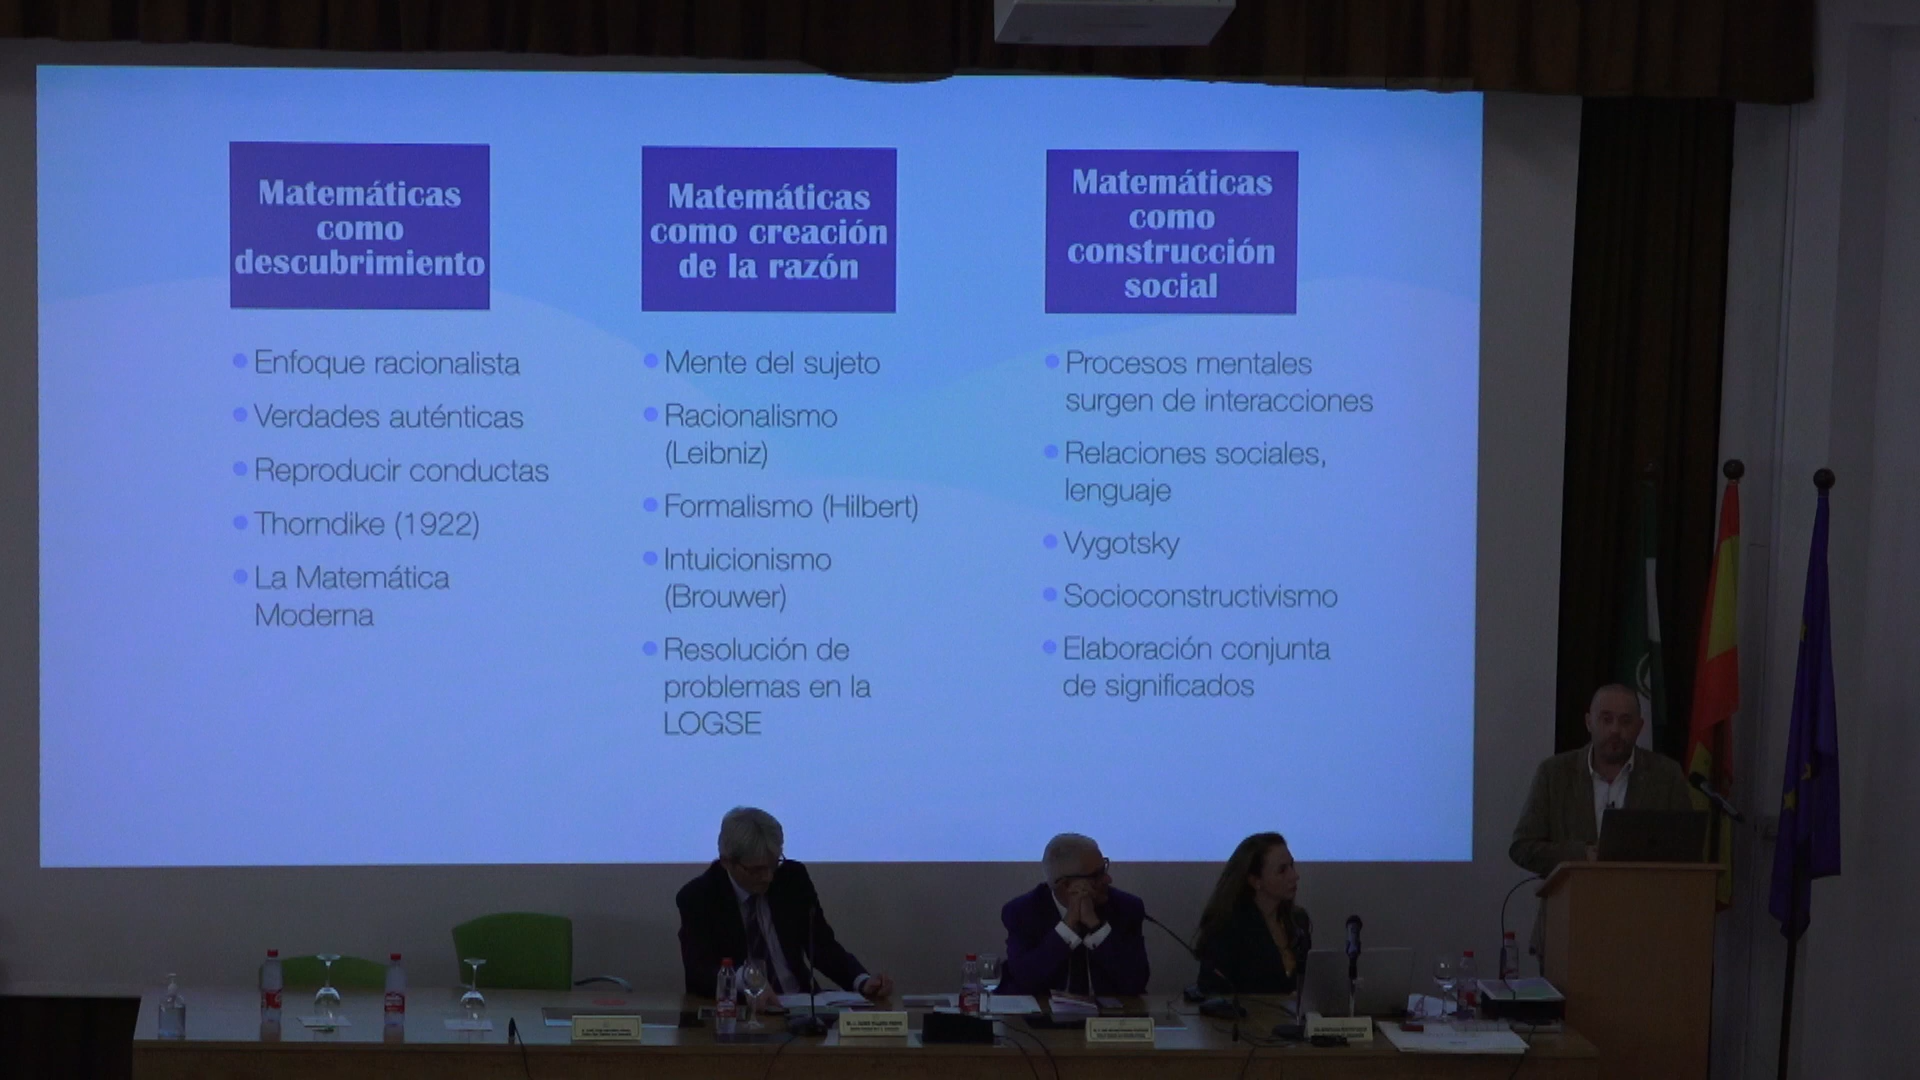 Matemáticas
como
descubrimiento
Enfoque racionalista
Verdades auténticas
Reproducir conductas
Thorndike (1922)
La Matemática
Moderna
Matemáticas
como creación
de la razón
Mente del sujeto
Racionalismo
(Leibniz)
Formalismo (Hilbert)
Intuicionismo
(Brouwer)
Resolución de
problemas en la
LOGSE
Matemáticas
como
construcción
social
Procesos mentales
surgen de interacciones
Relaciones sociales,
lenguaje
Vygotsky
Socioconstructivismo
Elaboración conjunta
de significados